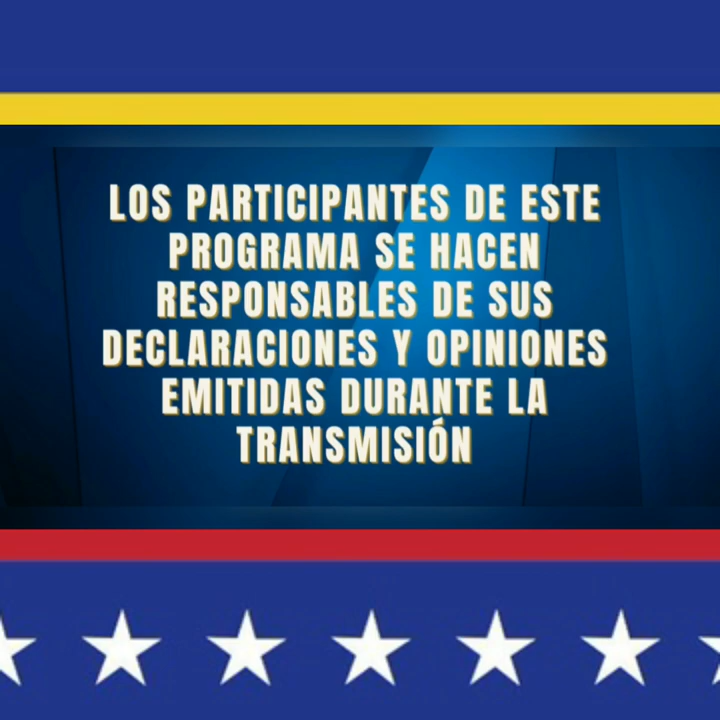 LOS PARTICIPANTES DE ESTE
PROGRAMA SE HACEN
RESPONSABLES DE SUS
DECLARACIONES Y OPINIONES
EMITIDAS DURANTE LA
TRANSMISIÓN